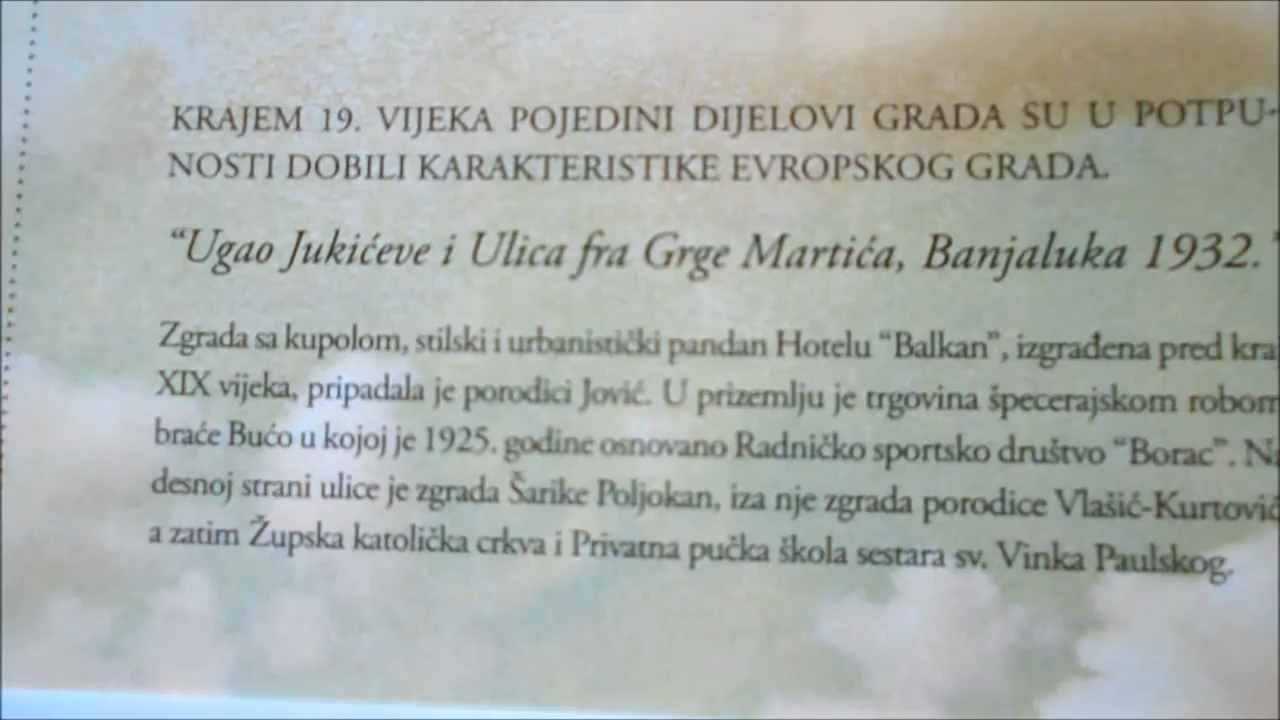 KRAJEM 19. VIJEKA POJEDINI DIJELOVI GRADA SU U POTPU-
NOSTI DOBILI KARAKTERISTIKE EVROPSKOG GRADA.
“Ugao Jukićeve i Ulica fra Grge Martića, Banjaluka 1932.”
Zgrada sa kupolom, stilski i urbanistički pandan Hotelu “Balkan”, izgrađena pred kra
XIX vijeka, pripadala je porodici Jović. U prizemlju je trgovina špecerajskom robom
braće Bućo u kojoj je 1925. godine osnovano Radničko sportsko društvo “Borac”. Na
desnoj strani ulice je zgrada Šarike Poljokan, iza nje zgrada porodice Vlašić-Kurtović
a zatim Župska katolička crkva i Privatna pučka škola sestara sv. Vinka Paulskog.